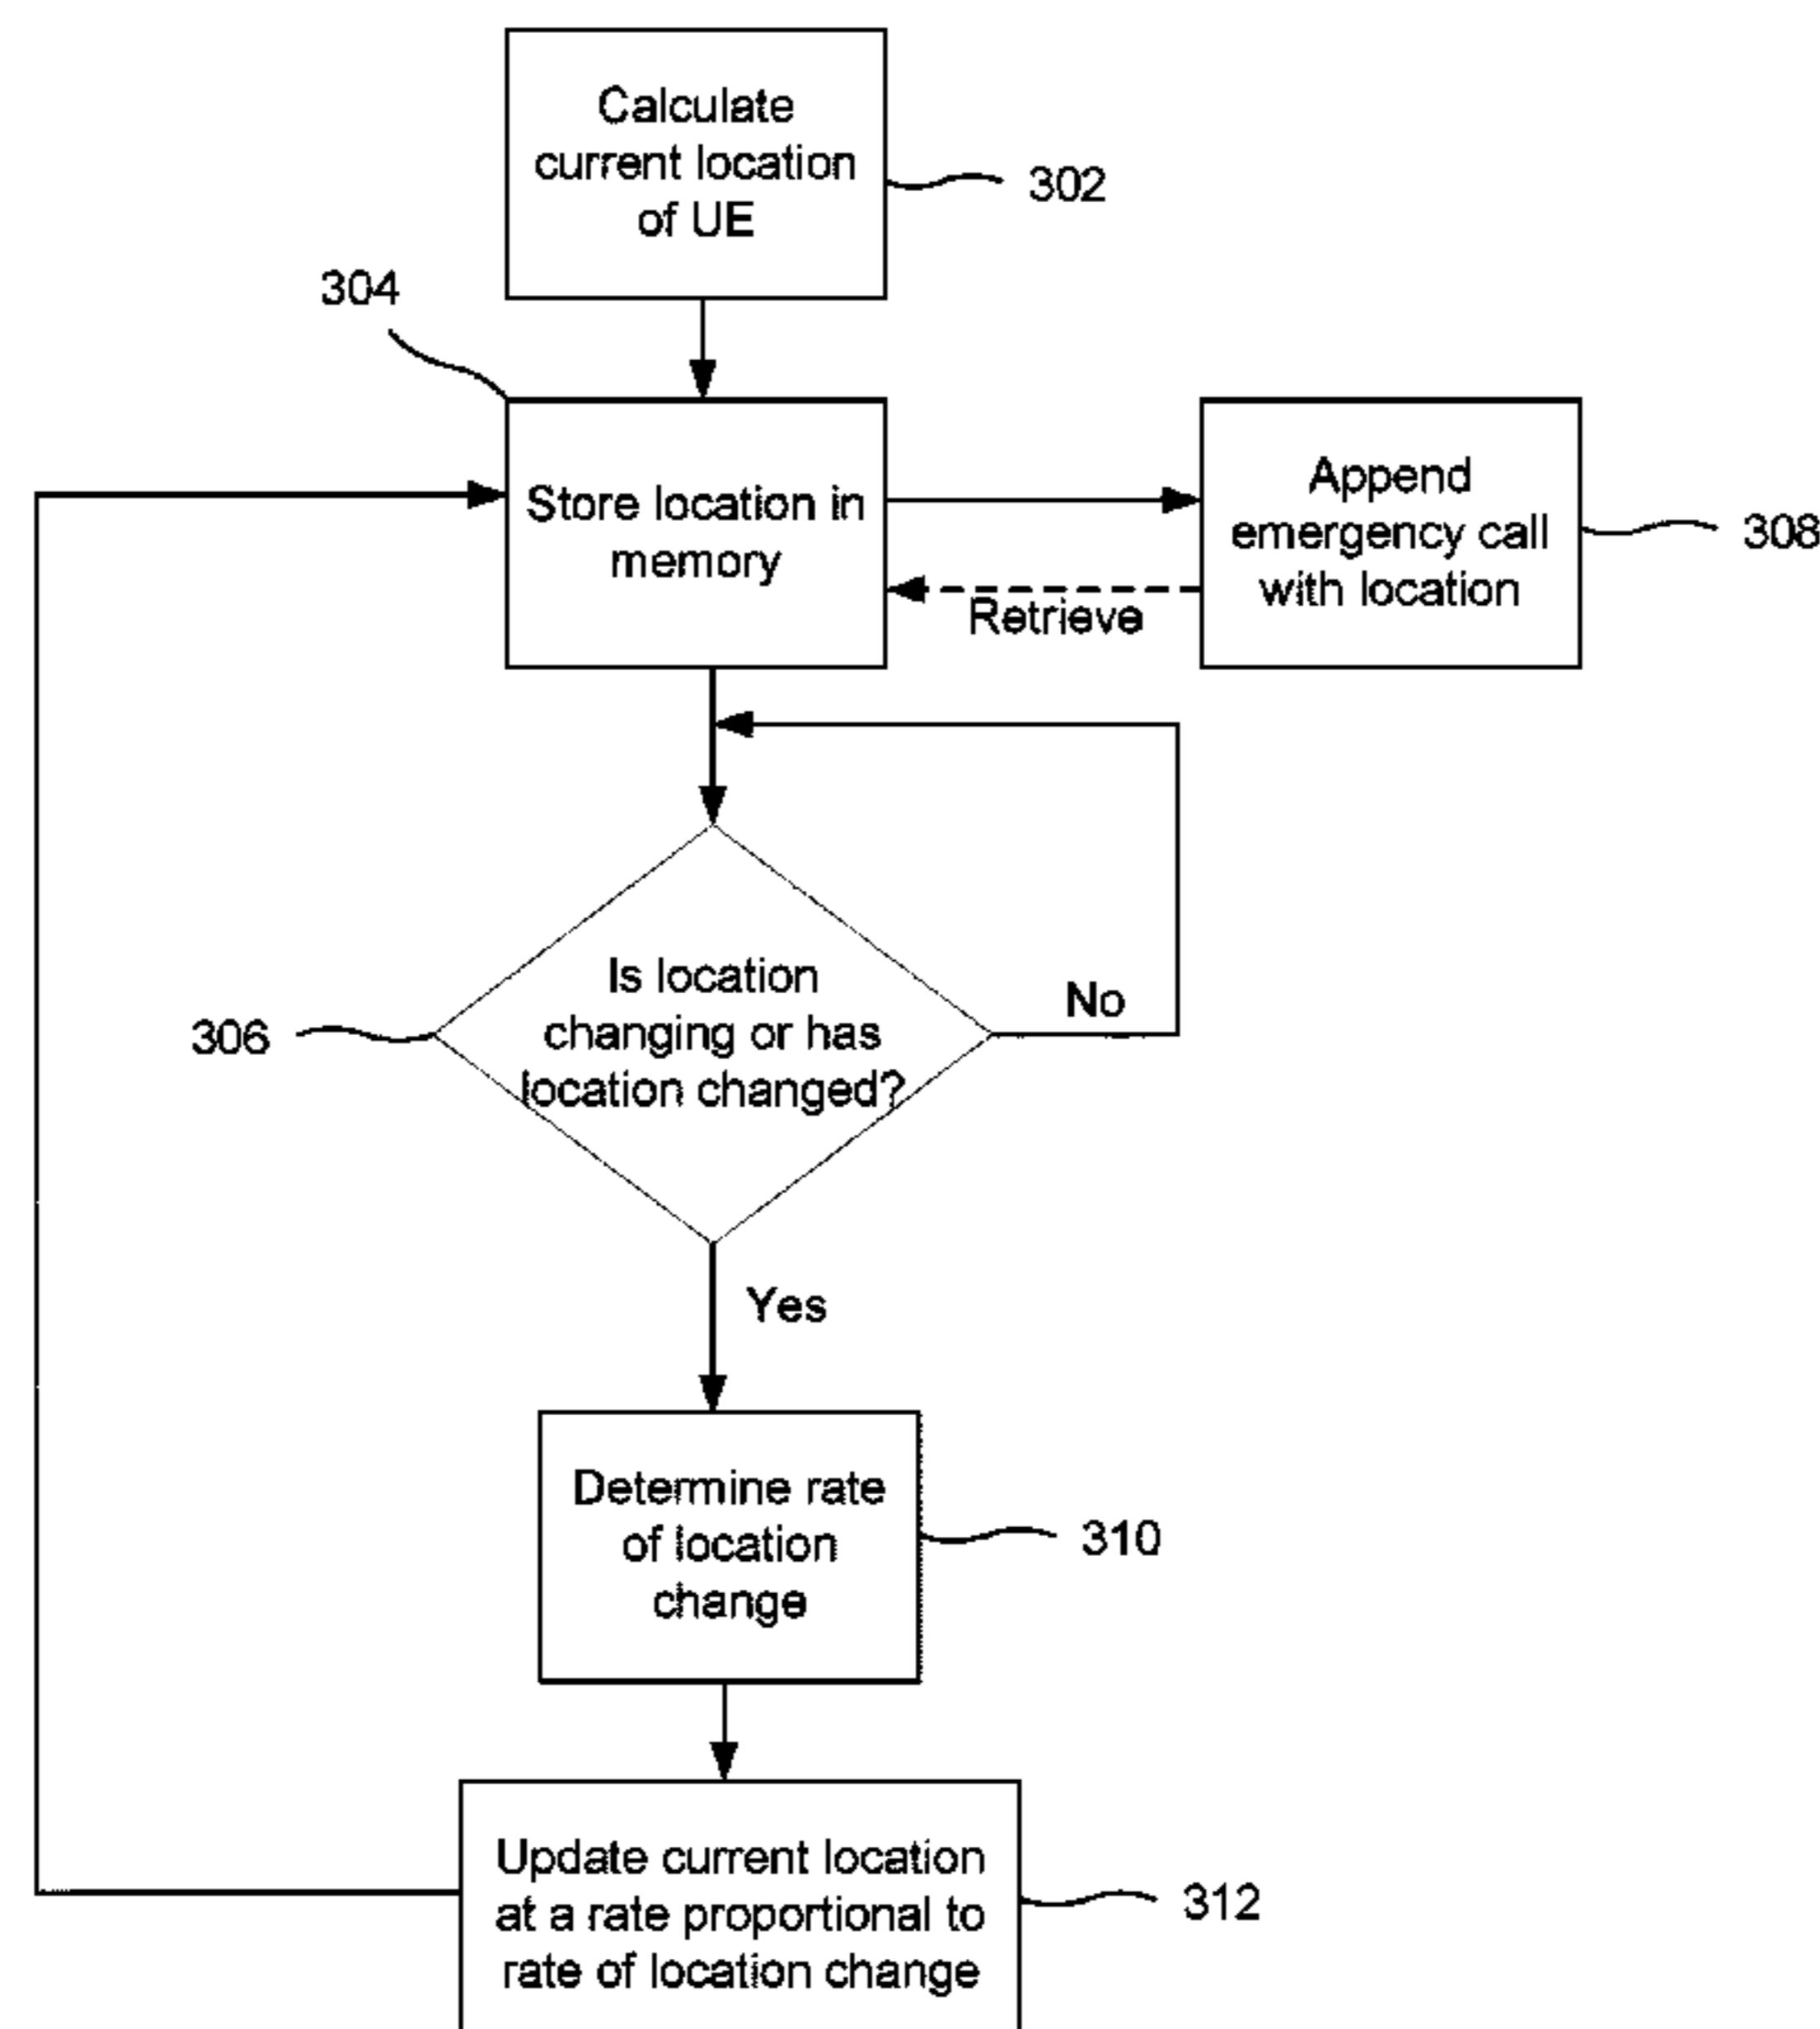 Calculate
current location
of UE
302
304
Store location in
memory
Append
emergency call
with location
308
Retrieve
Is location
changing or has
location changed?
306
No
Yes
Determine rate
of location
change
310
Update current location
at a rate proportional to
rate of location change
312